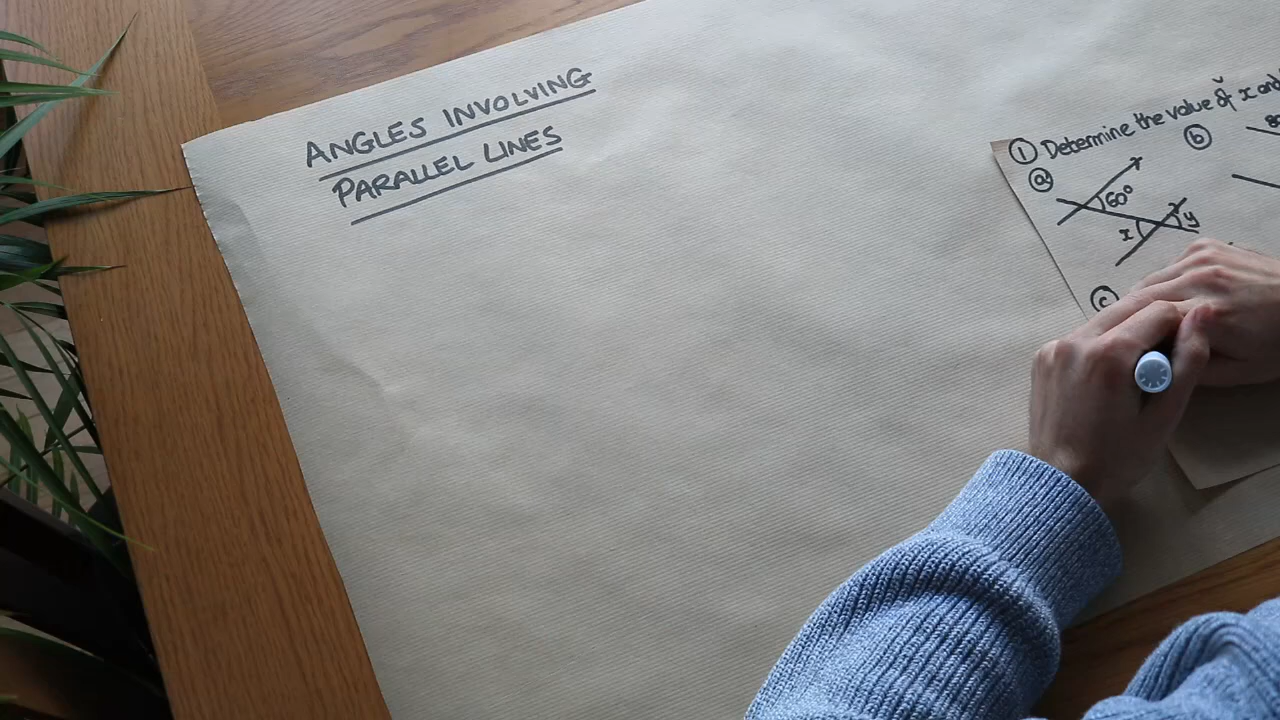 ANGLES INVOLVING
PARALLEL LINES
① Determine the value of x and
ⓐ
ⓑ
60°
x
y
ⓒ